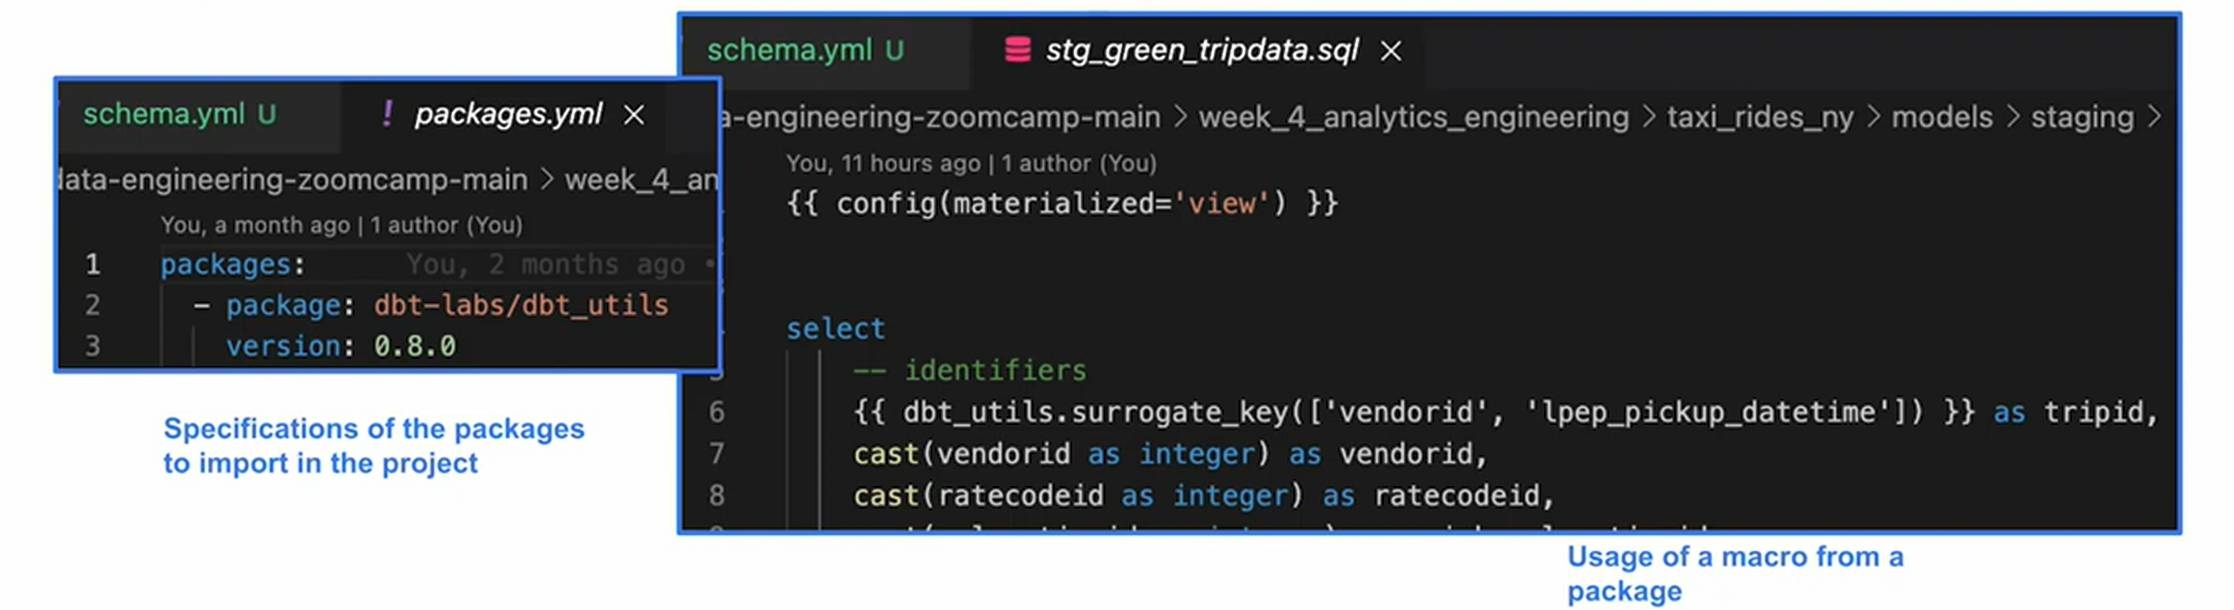 schema.yml U ! packages.yml ×
data-engineering-zoomcamp-main > week_4_an
You, a month ago | 1 author (You)
1 packages: You, 2 months ago •
2 - package: dbt-labs/dbt_utils
3 version: 0.8.0
Specifications of the packages
to import in the project
schema.yml U stg_green_tripdata.sql ×
a-engineering-zoomcamp-main > week_4_analytics_engineering > taxi_rides_ny > models > staging >
You, 11 hours ago | 1 author (You)
{{ config(materialized='view') }}
select
-- identifiers
6 {{ dbt_utils.surrogate_key(['vendorid', 'lpep_pickup_datetime']) }} as tripid,
7 cast(vendorid as integer) as vendorid,
8 cast(ratecodeid as integer) as ratecodeid,
Usage of a macro from a
package